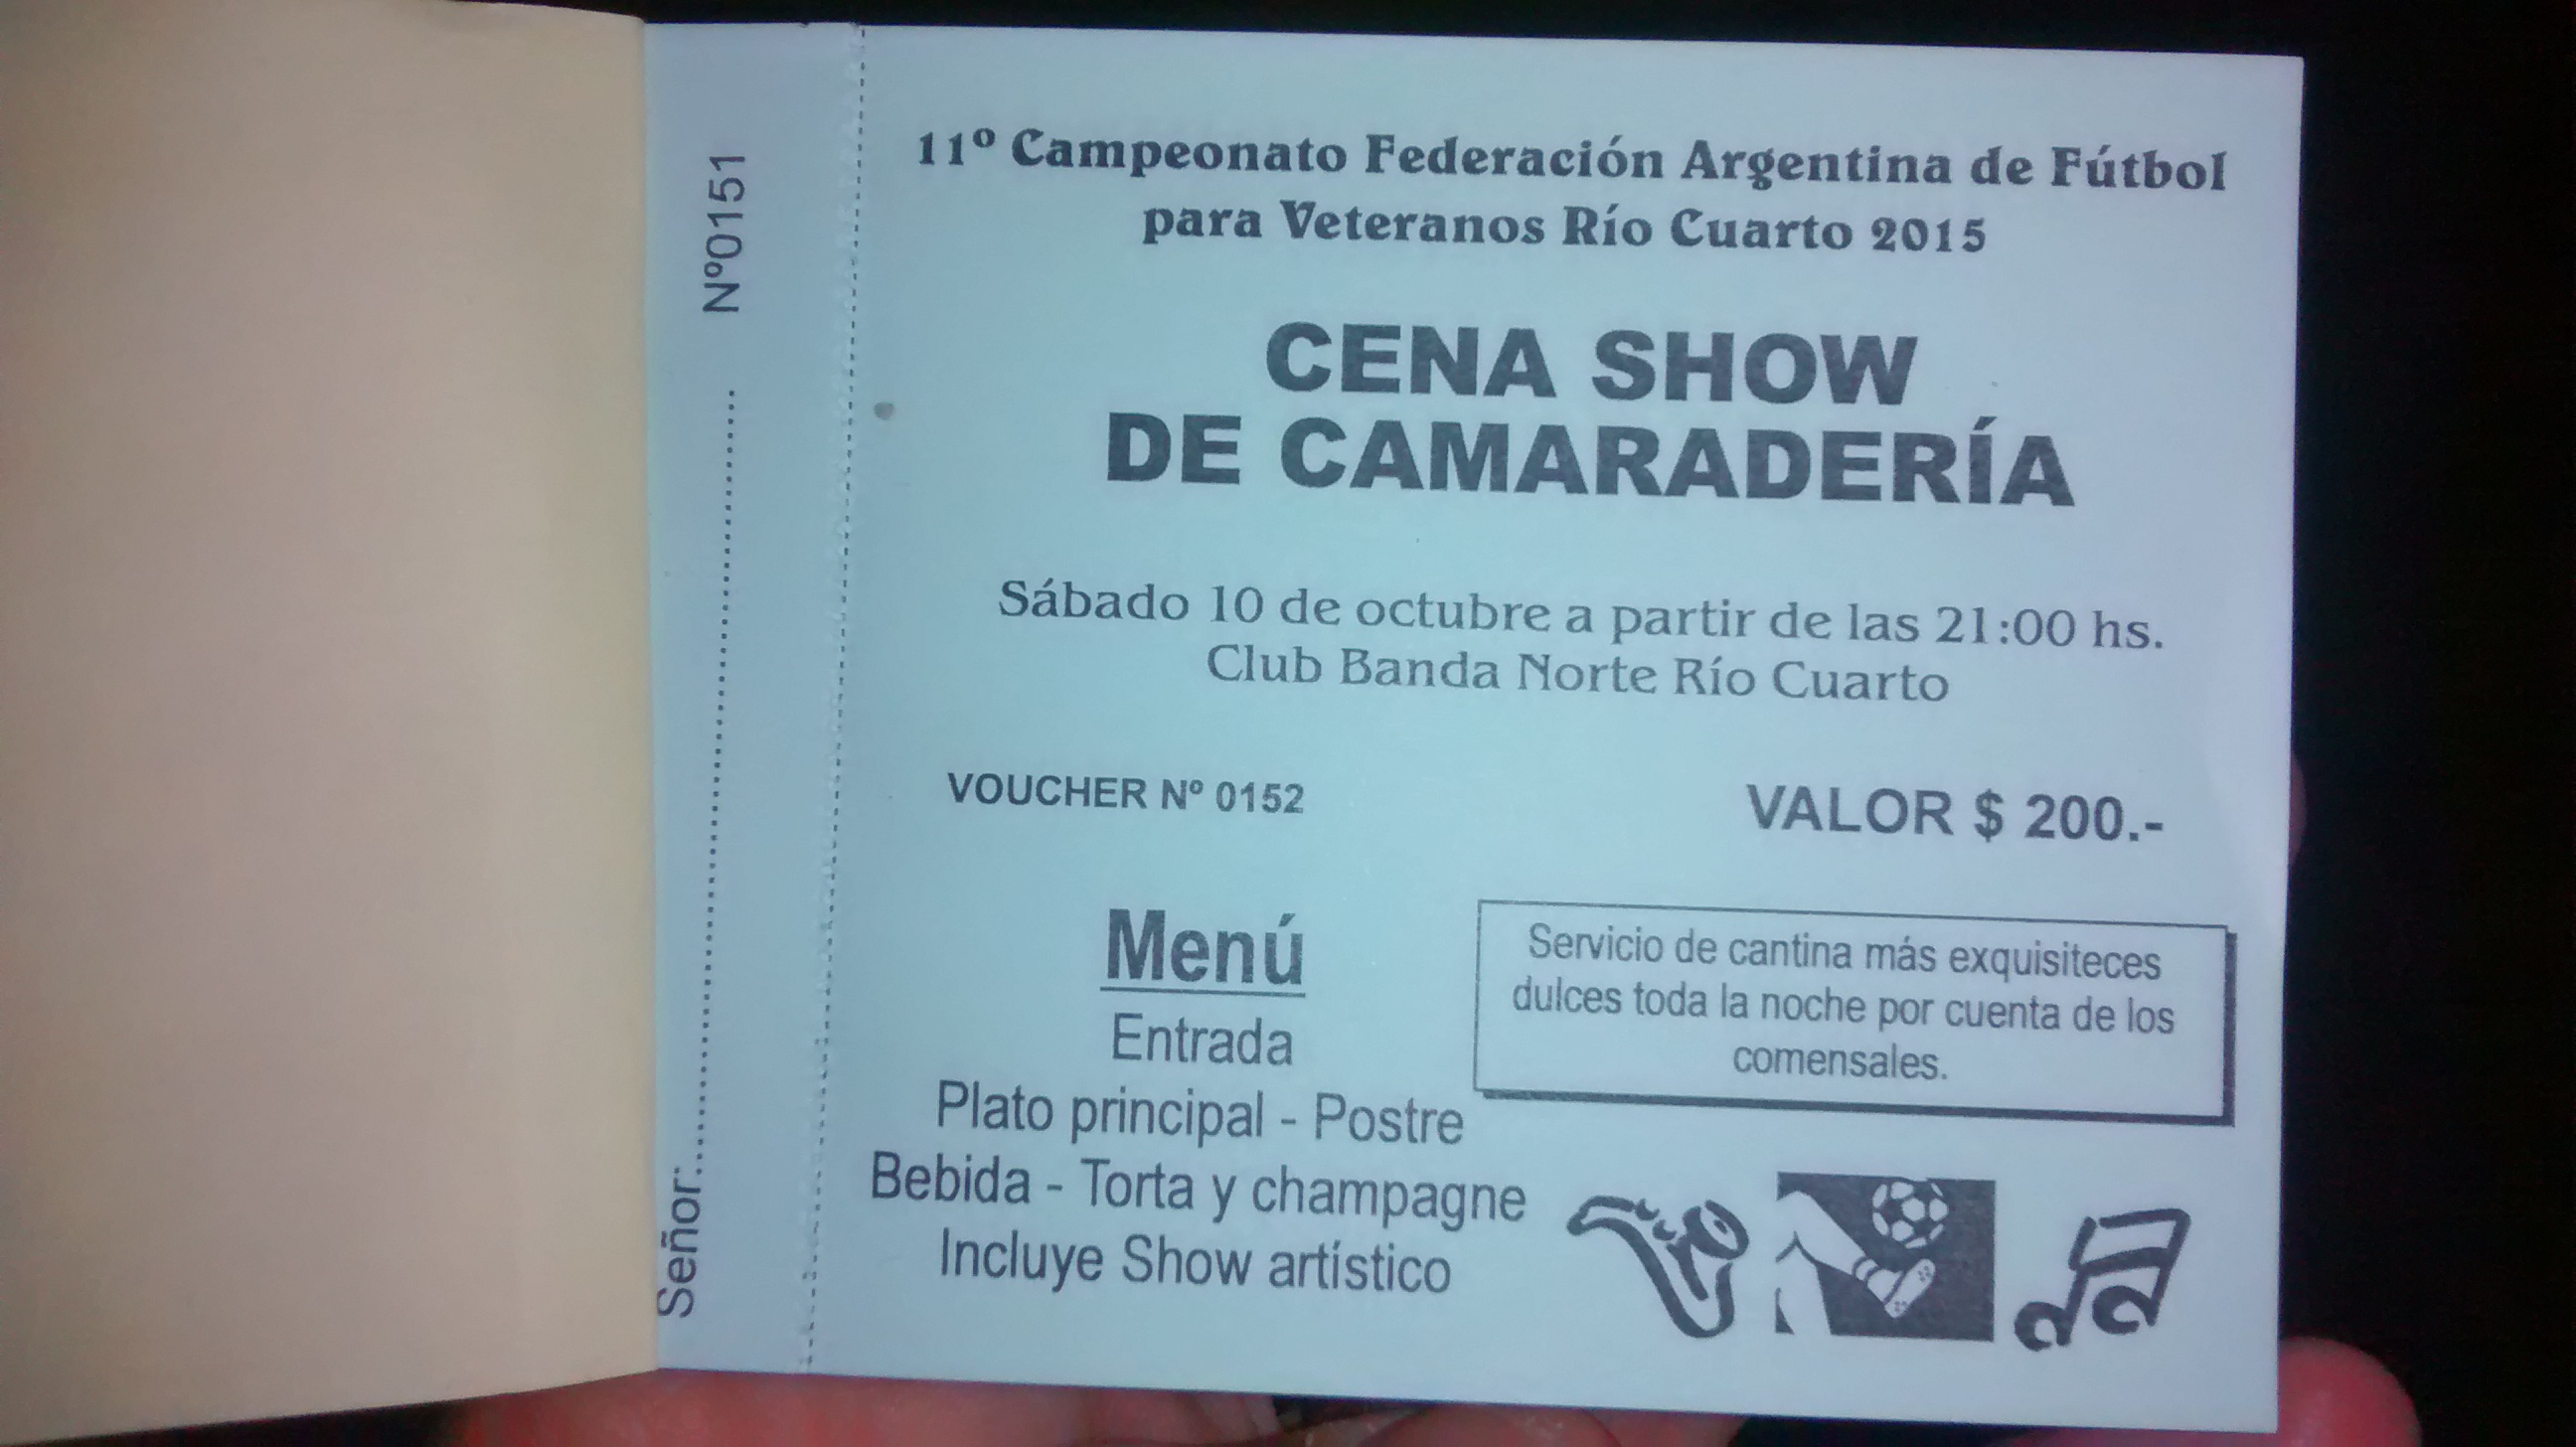 Nº0151
Señor:
11º Campeonato Federación Argentina de Fútbol
para Veteranos Río Cuarto 2015
CENA SHOW
DE CAMARADERÍA
Sábado 10 de octubre a partir de las 21:00 hs.
Club Banda Norte Río Cuarto
VOUCHER Nº 0152
VALOR $ 200.-
Menú
Entrada
Plato principal - Postre
Bebida - Torta y champagne
Incluye Show artístico
Servicio de cantina más exquisiteces
dulces toda la noche por cuenta de los
comensales.